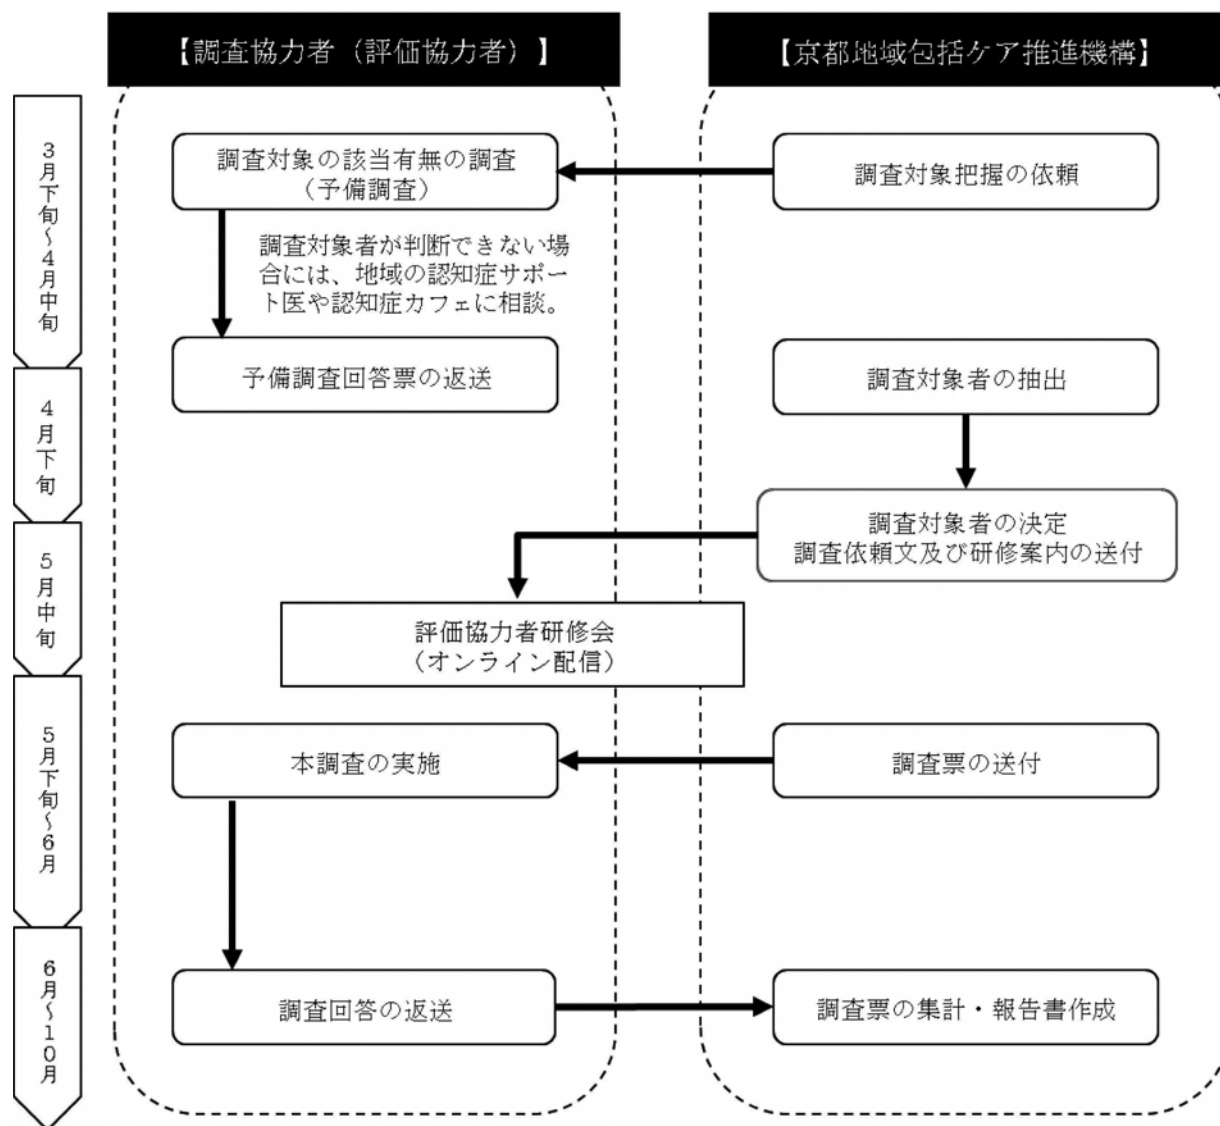 【調査協力者（評価協力者）】
【京都地域包括ケア推進機構】
3月下旬～4月中旬
調査対象の該当有無の調査
（予備調査）
調査対象把握の依頼
調査対象者が判断できない場
合には、地域の認知症サポー
ト医や認知症カフェに相談。
予備調査回答票の返送
調査対象者の抽出
4月下旬
調査対象者の決定
調査依頼文及び研修案内の送付
5月中旬
評価協力者研修会
（オンライン配信）
5月下旬～6月
本調査の実施
調査票の送付
6月～10月
調査回答の返送
調査票の集計・報告書作成